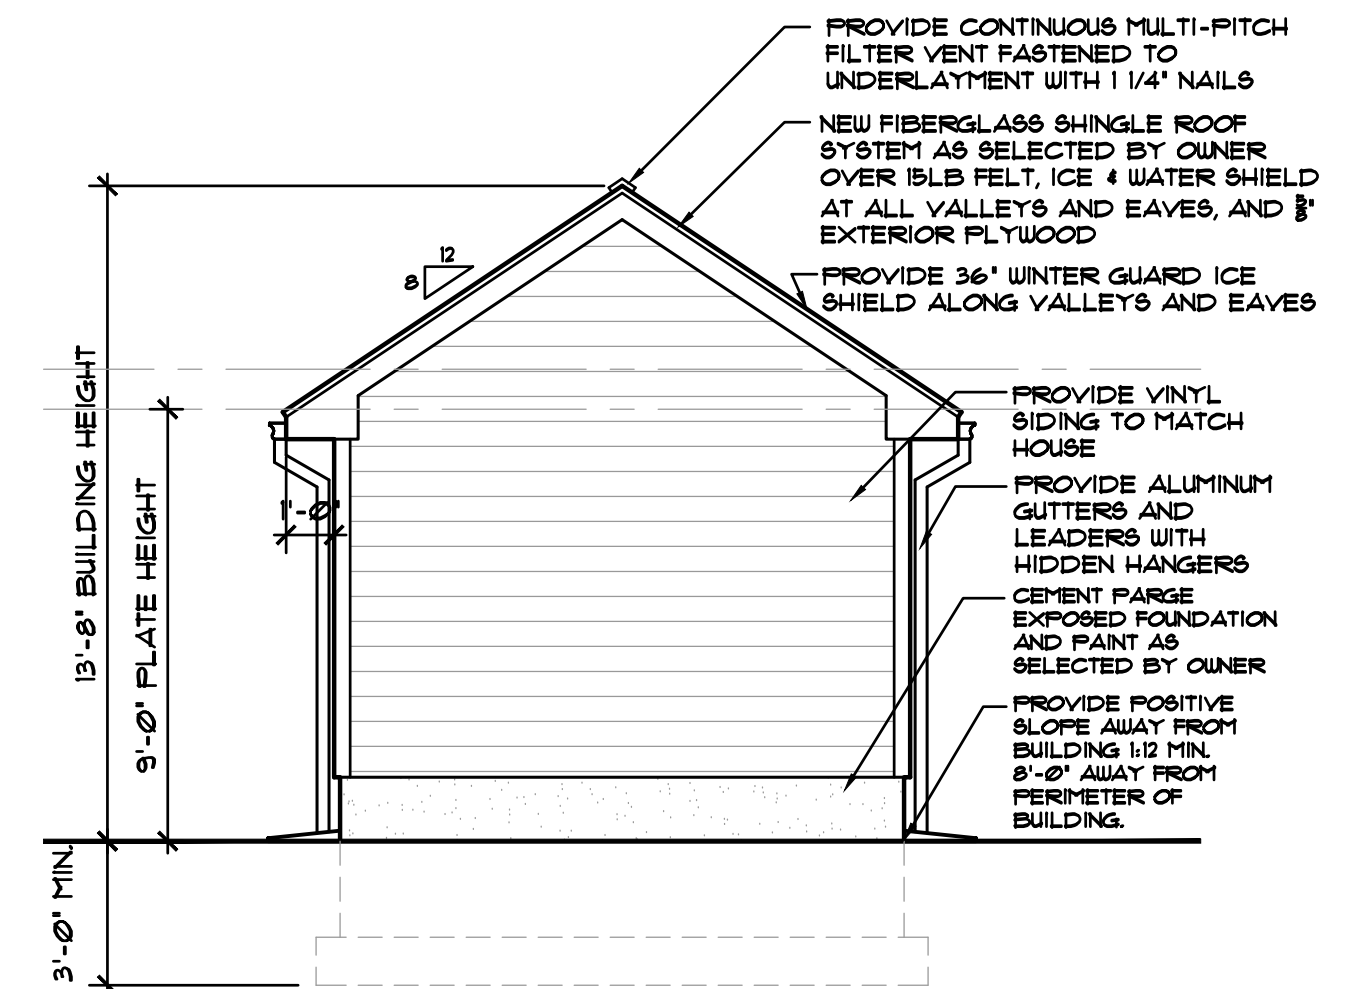 PROVIDE CONTINUOUS MULTI-PITCH
FILTER VENT FASTENED TO
UNDERLAYMENT WITH 1 1/4" NAILS
NEW FIBERGLASS SHINGLE ROOF
SYSTEM AS SELECTED BY OWNER
OVER 15LB FELT, ICE & WATER SHIELD
AT ALL VALLEYS AND EAVES, AND
EXTERIOR PLYWOOD
PROVIDE 36" WINTER GUARD ICE
SHIELD ALONG VALLEYS AND EAVES
12
8
PROVIDE VINYL
SIDING TO MATCH
HOUSE
PROVIDE ALUMINUM
GUTTERS AND
LEADERS WITH
HIDDEN HANGERS
CEMENT PARGE
EXPOSED FOUNDATION
AND PAINT AS
SELECTED BY OWNER
PROVIDE POSITIVE
SLOPE AWAY FROM
BUILDING 1:12 MIN.
8'-0" AWAY FROM
PERIMETER OF
BUILDING.
13'-8" BUILDING HEIGHT
9'-0" PLATE HEIGHT
1'-0"
3'-0" MIN.